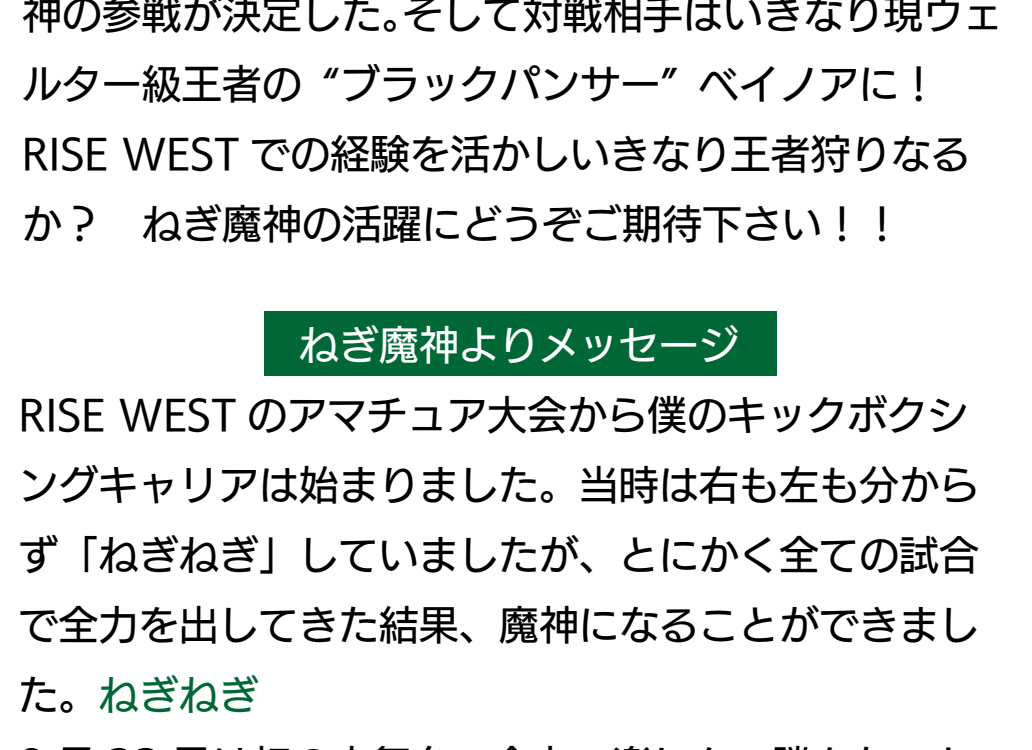 神の参戦が決定した。そして対戦相手はいきなり現ウェ
ルター級王者の“ブラックパンサー”ベイノアに！
RISE WEST での経験を活かしいきなり王者狩りなる
か？　ねぎ魔神の活躍にどうぞご期待下さい！！
ねぎ魔神よりメッセージ
RISE WEST のアマチュア大会から僕のキックボクシ
ングキャリアは始まりました。当時は右も左も分から
ず「ねぎねぎ」していましたが、とにかく全ての試合
で全力を出してきた結果、魔神になることができまし
た。ねぎねぎ